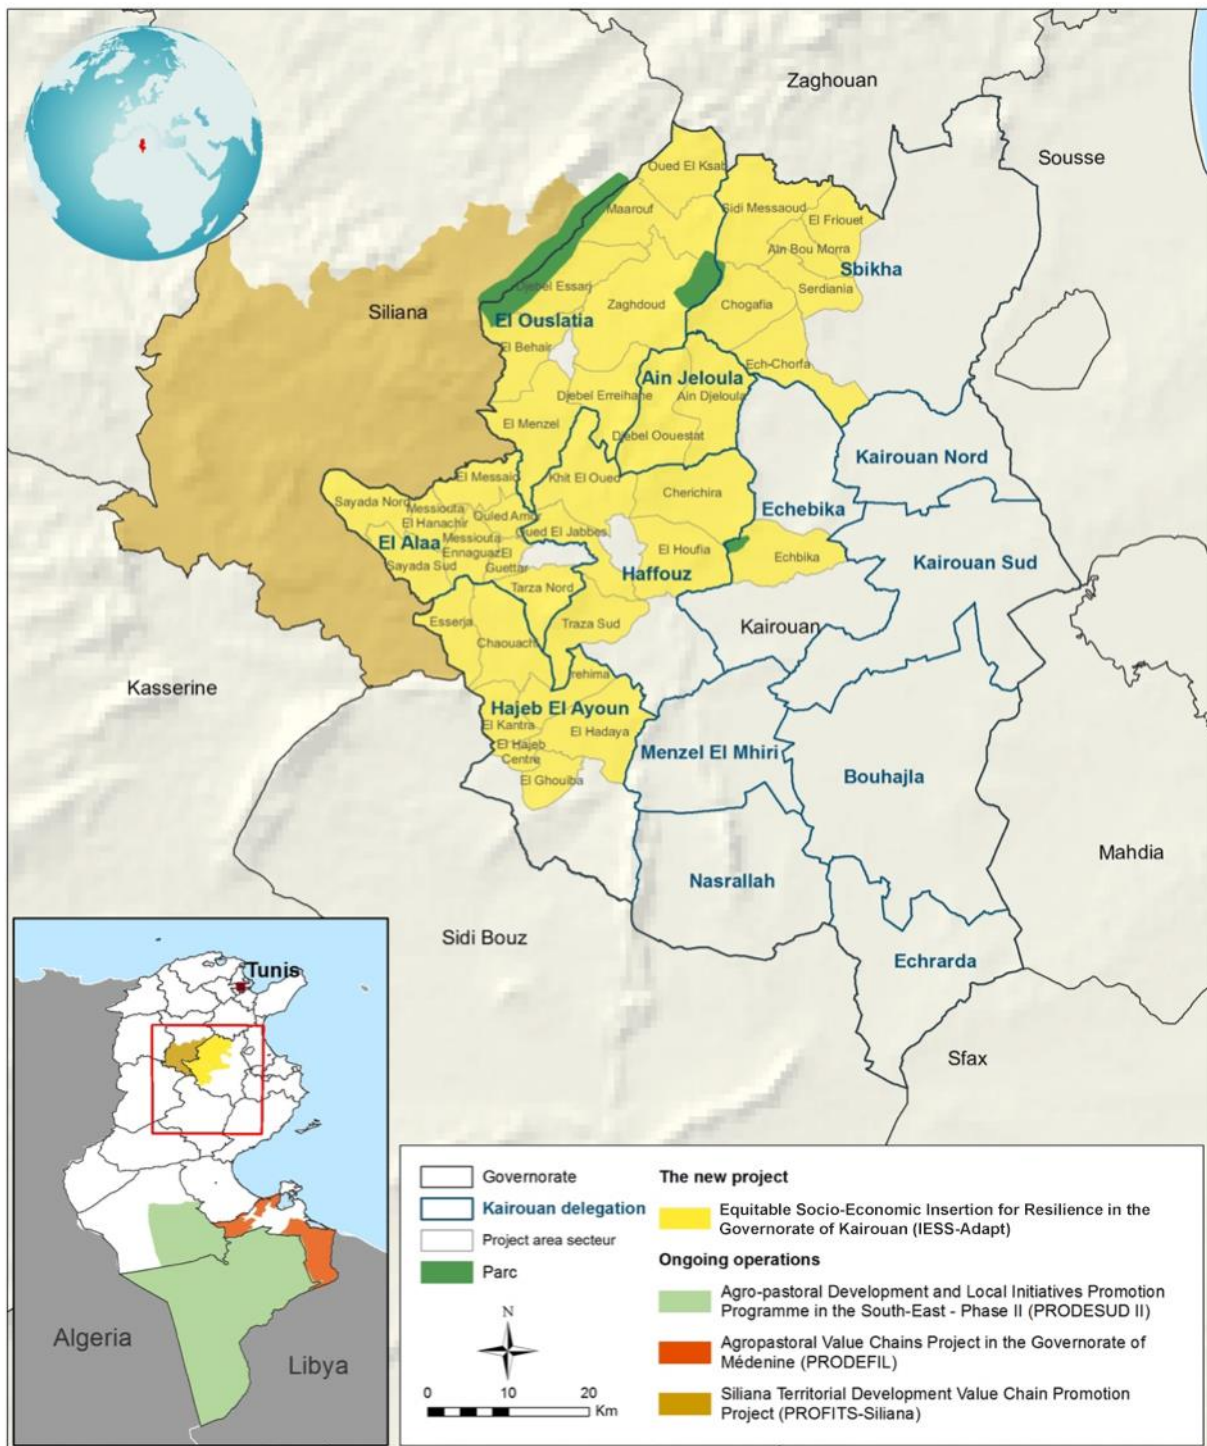 Zaghouan
Sousse
Oued El Ksab
Maarouf
Sidi Messaoud
El Friouet
Ain Bou Morra
Sbikha
Djebel Essarj
Serdiania
Siliana
Zaghdoud
Chogafia
El Ouslatia
El Behair
Ech-Chorfa
Ain Jeloula
Djebel Erreihane
Ain Djeloula
El Menzel
Djebel Oouestat
Kairouan Nord
El Messaid
Khit El Oued
Cherichira
Sayada Nord
Messiouta
El Hanachir
Ouled Amor
Echebika
Oued El Jabbes
El Alaa
Messiouta
Ennaguaz
El
Guettar
El Houfia
Echbika
Sayada Sud
Haffouz
Kairouan Sud
Tarza Nord
Esserja
Traza Sud
Kairouan
Chaouachi
Kasserine
rehima
Hajeb El Ayoun
El Kantra
El Hadaya
El Hajeb
Centre
El Ghouiba
Menzel El Mhiri
Bouhajla
Mahdia
Nasrallah
Sidi Bouz
Echrarda
Sfax
Tunis
Algeria
Libya
Governorate
Kairouan delegation
Project area secteur
Parc
N
0 10 20
Km
The new project
Equitable Socio-Economic Insertion for Resilience in the
Governorate of Kairouan (IESS-Adapt)
Ongoing operations
Agro-pastoral Development and Local Initiatives Promotion
Programme in the South-East - Phase II (PRODESUD II)
Agropastoral Value Chains Project in the Governorate of
Médenine (PRODEFIL)
Siliana Territorial Development Value Chain Promotion
Project (PROFITS-Siliana)